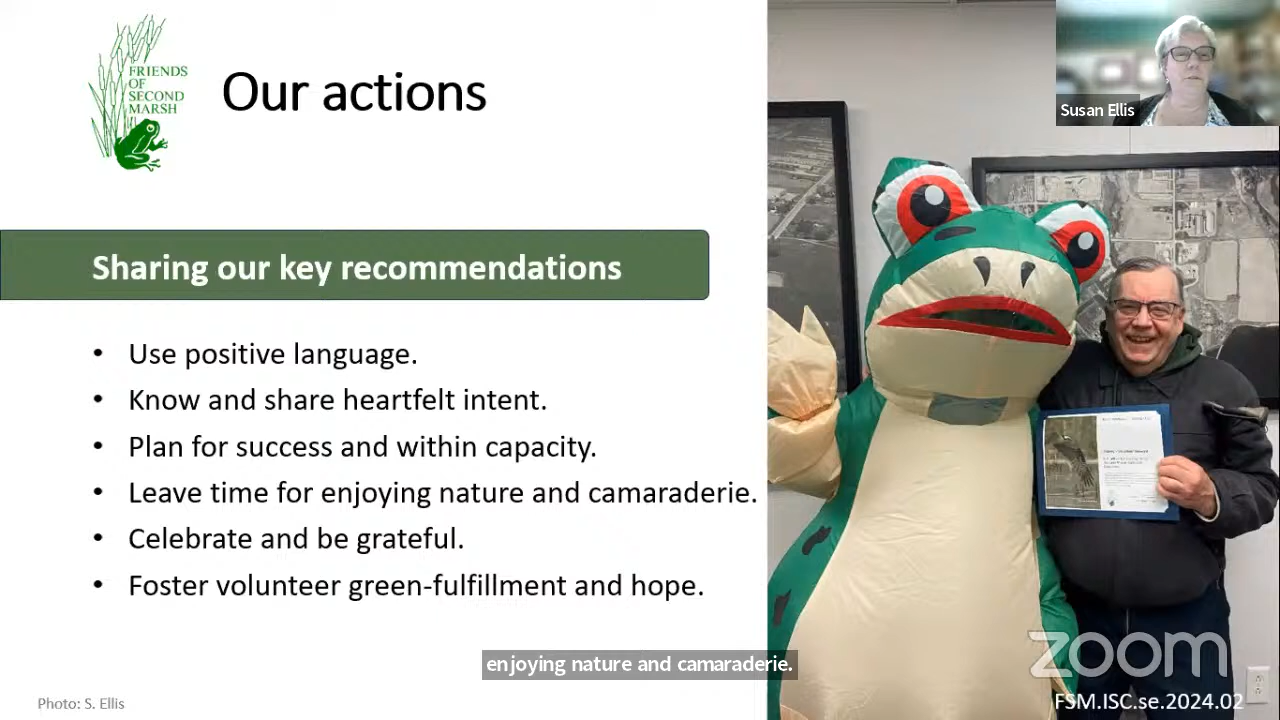 FRIENDS
OF
SECOND
MARSH
Our actions
Susan Ellis
Sharing our key recommendations
• Use positive language.
• Know and share heartfelt intent.
• Plan for success and within capacity.
• Leave time for enjoying nature and camaraderie.
• Celebrate and be grateful.
• Foster volunteer green-fulfillment and hope.
enjoying nature and camaraderie.
zoom
Photo: S. Ellis
FSM.ISC.se.2024.02